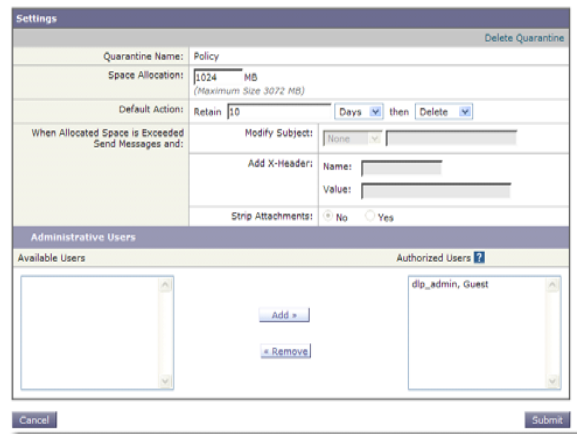 Settings
Delete Quarantine
Quarantine Name: Policy
Space Allocation: 1024 MB
(Maximum Size 3072 MB)
Default Action: Retain 10 Days then Delete
When Allocated Space is Exceeded
Send Messages and:
Modify Subject: None
Add X-Header: Name:
Value:
Strip Attachments: No Yes
Administrative Users
Available Users Authorized Users ?
dlp_admin, Guest
Add »
« Remove
Cancel Submit